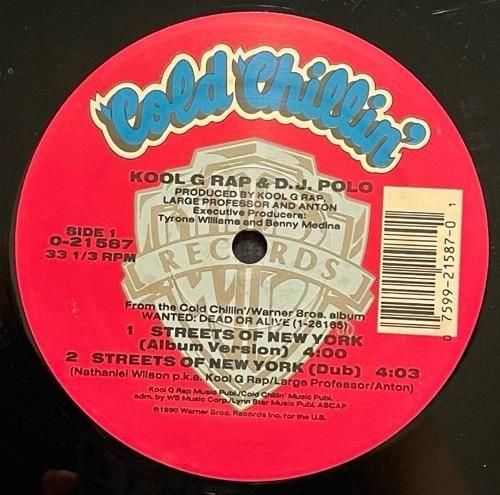 Cold Chillin'
KOOL G RAP & D.J. POLO
PRODUCED BY KOOL G RAP,
LARGE PROFESSOR AND ANTON
Executive Producers:
Tyrone Williams and Benny Medina
SIDE 1
0-21587
33 1/3 RPM
RECORDS
®
0 7599-21587-0 1
From the Cold Chillin'/Warner Bros. album
WANTED: DEAD OR ALIVE (1-26165)
1 STREETS OF NEW YORK
(Album Version) 4:00
2 STREETS OF NEW YORK (Dub) 4:03
(Nathaniel Wilson p.k.a. Kool G Rap/Large Professor/Anton)
Kool G Rap Music Publ./Cold Chillin' Music Publ.
adm. by WB Music Corp./Lynn Star Music Publ. ASCAP
℗1990 Warner Bros. Records Inc. for the U.S.